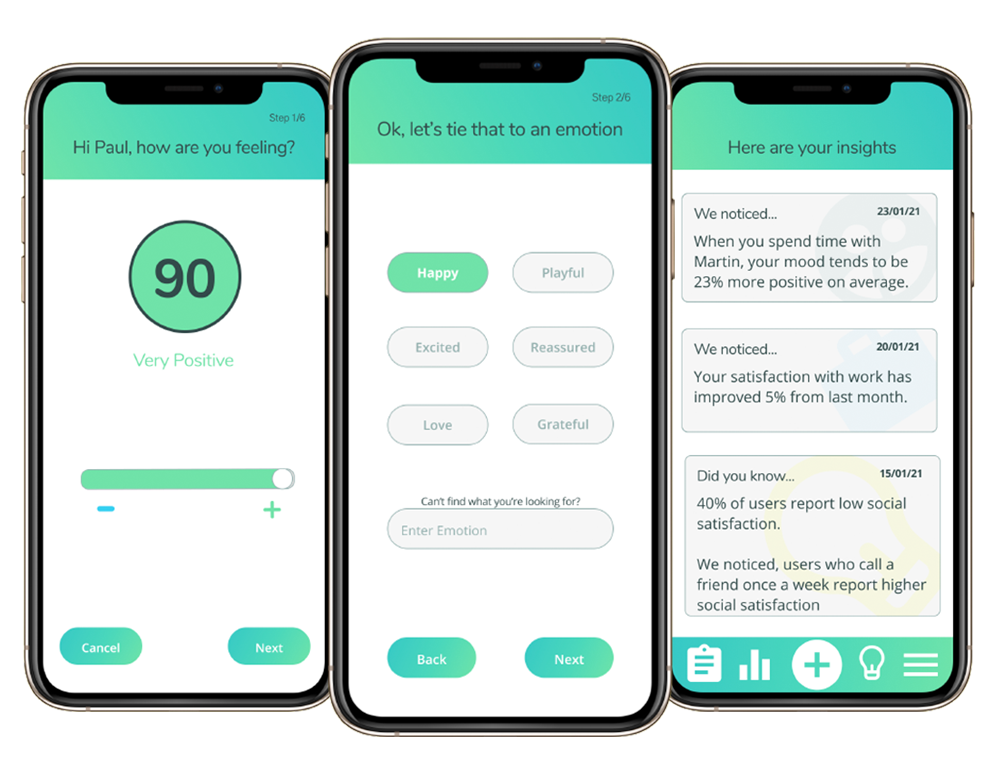 Step 1/6
Hi Paul, how are you feeling?
90
Very Positive
Cancel
Next
Step 2/6
Ok, let's tie that to an emotion
Happy
Playful
Excited
Reassured
Love
Grateful
Can't find what you're looking for?
Enter Emotion
Back
Next
Here are your insights
We noticed...
23/01/21
When you spend time with
Martin, your mood tends to be
23% more positive on average.
We noticed...
20/01/21
Your satisfaction with work has
improved 5% from last month.
Did you know...
15/01/21
40% of users report low social
satisfaction.
We noticed, users who call a
friend once a week report higher
social satisfaction